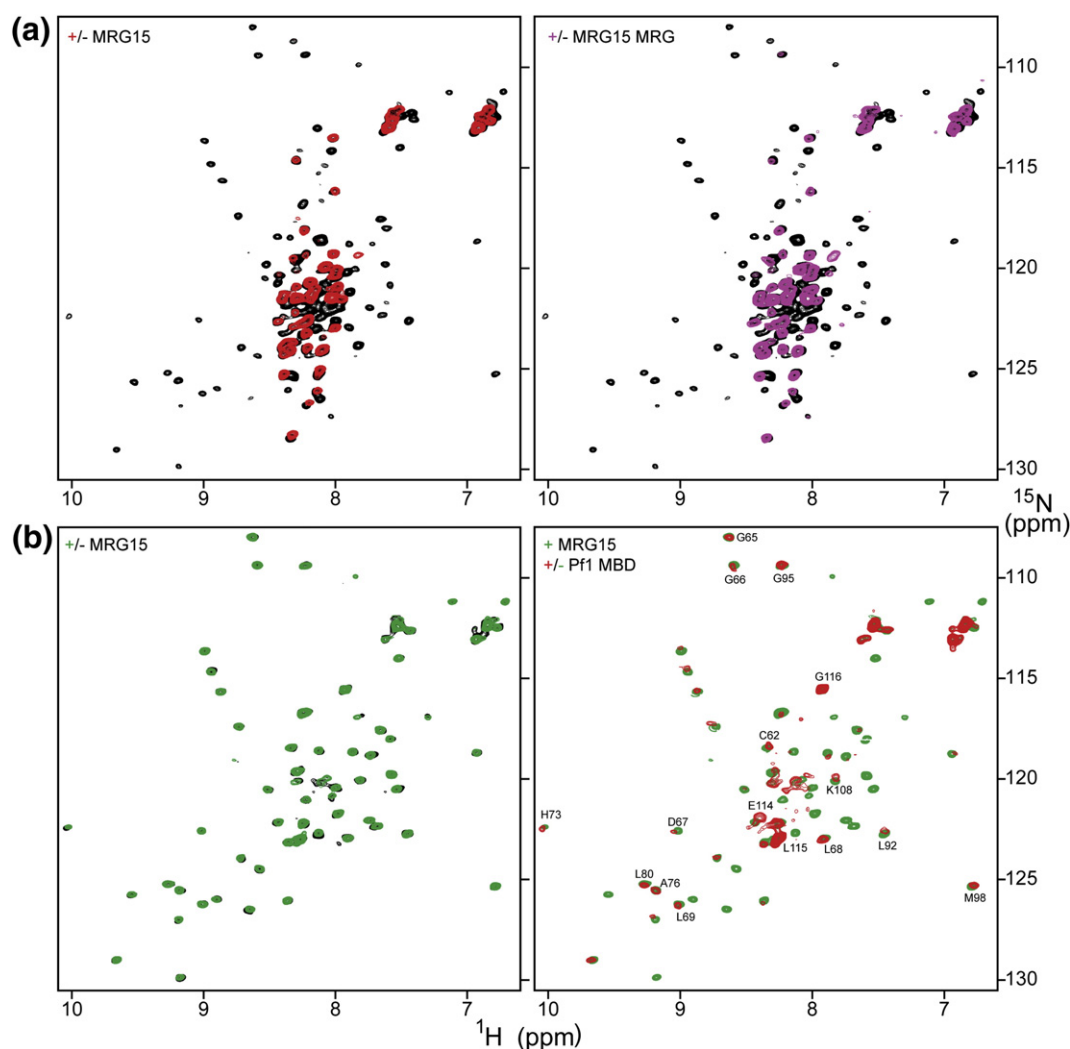 (a)
+/- MRG15
+/- MRG15 MRG
110
115
120
125
130
10 9 8 7
10 9 8 7
15N
(ppm)
(b)
+/- MRG15
+ MRG15
+/- Pf1 MBD
G65
G66
G95
G116
C62
K108
E114
H73
D67
L115
L68
L92
L80
A76
M98
L69
110
115
120
125
130
10 9 8 7
10 9 8 7
1H (ppm)